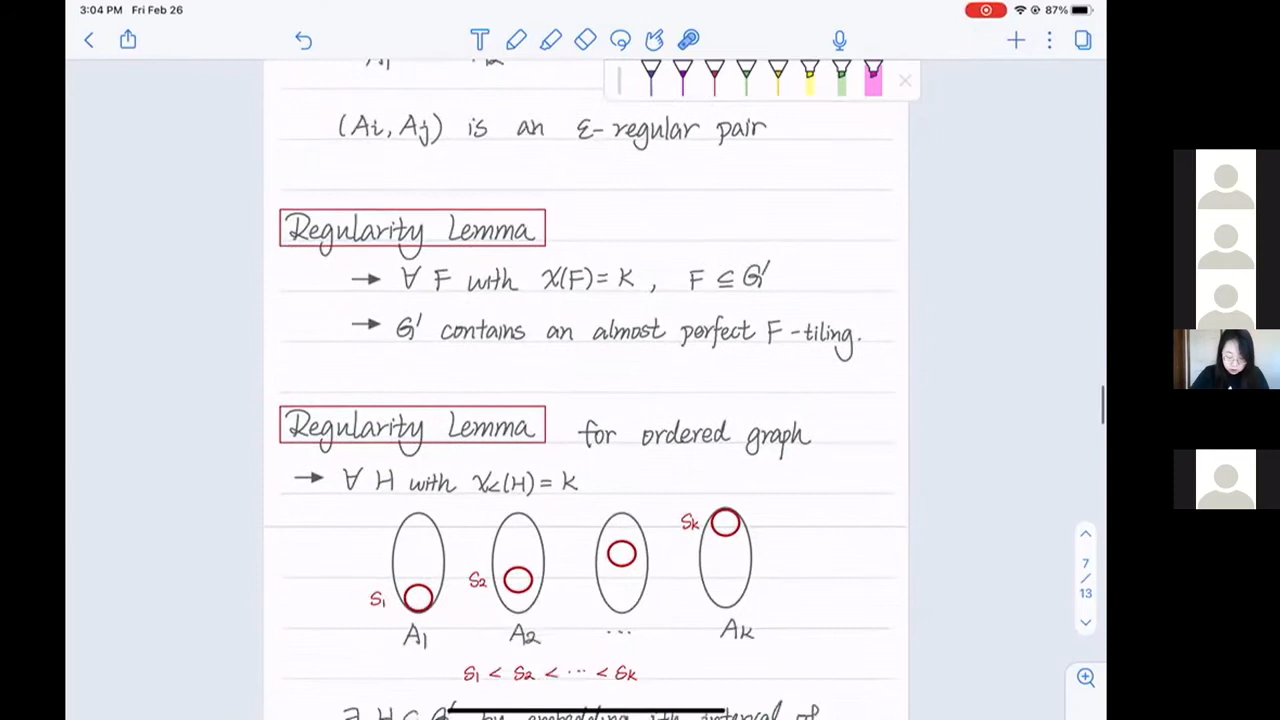 3:04 PM Fri Feb 26
87%
(Ai, Aj) is an ε-regular pair
Regularity Lemma
→ ∀ F with χ(F)=k, F ⊆ G'
→ G' contains an almost perfect F-tiling.
Regularity Lemma for ordered graph
→ ∀ H with χ<(H)=k
S1 S2 Sk
A1 A2 ... Ak
S1 < S2 < ... < Sk
7
/
13